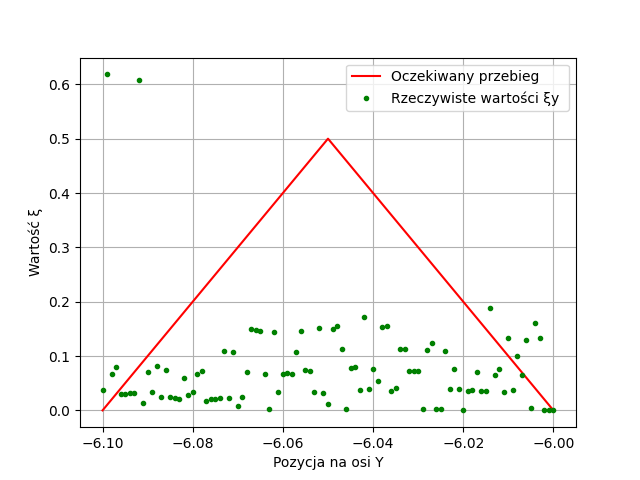 Oczekiwany przebieg
Rzeczywiste wartości ξy
0.6
0.5
0.4
0.3
0.2
0.1
0.0
Wartość ξ
−6.10 −6.08 −6.06 −6.04 −6.02 −6.00
Pozycja na osi Y